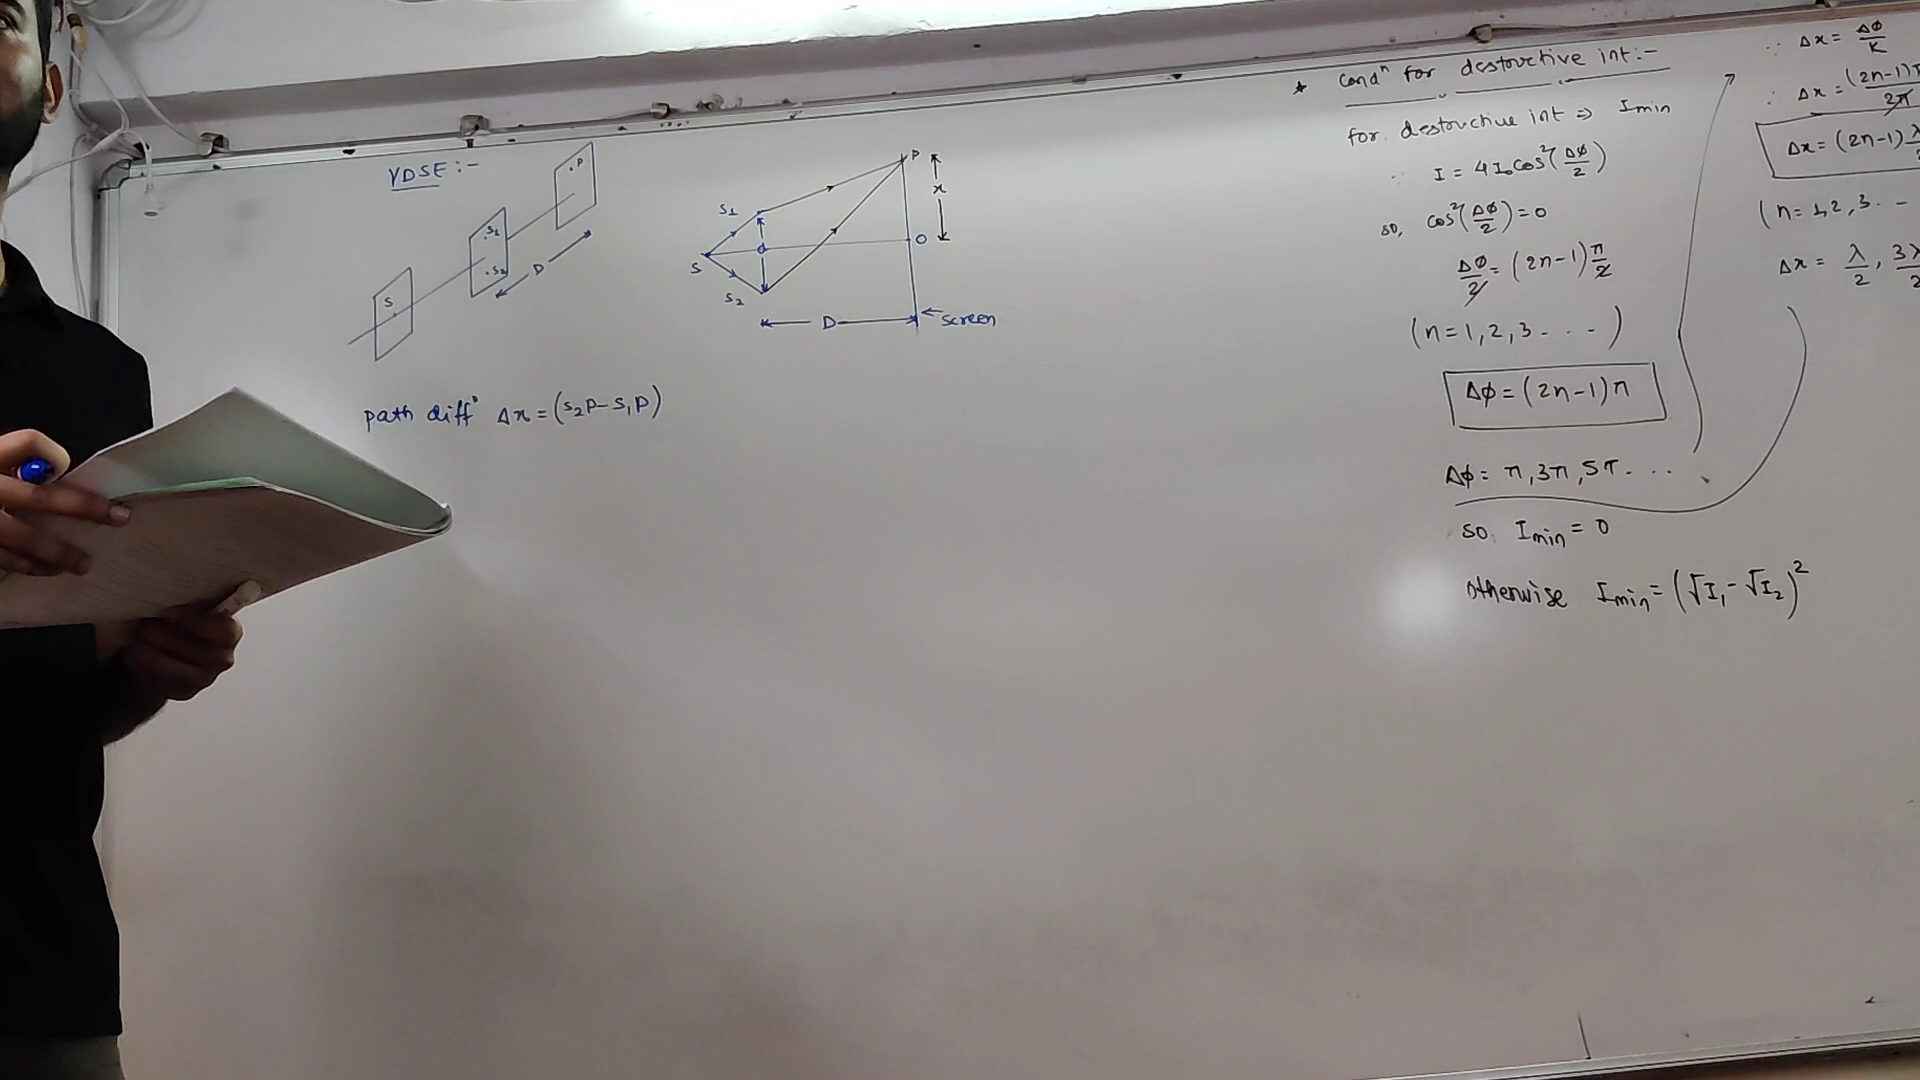 YDSE:-
P
S1
S2
D
S
S1
d
S
S2
P
x
O
D
screen
path diffⁿ Δx = (S₂P - S₁P)
* Condⁿ for destructive int:-
for destructive int ⇒ Imin
∵ I = 4I₀cos²(Δϕ/2)
so, cos²(Δϕ/2) = 0
Δϕ/2 = (2n-1)π/2
(n = 1, 2, 3 - - - )
Δϕ = (2n-1)π
Δϕ = π, 3π, 5π - ...
so, Imin = 0
otherwise Imin = (√I₁ - √I₂)²
∵ Δx = Δϕ/K
∴ Δx = (2n-1)π/2π
Δx = (2n-1)λ
(n = 1, 2, 3 . . -
Δx = λ/2, 3λ/2